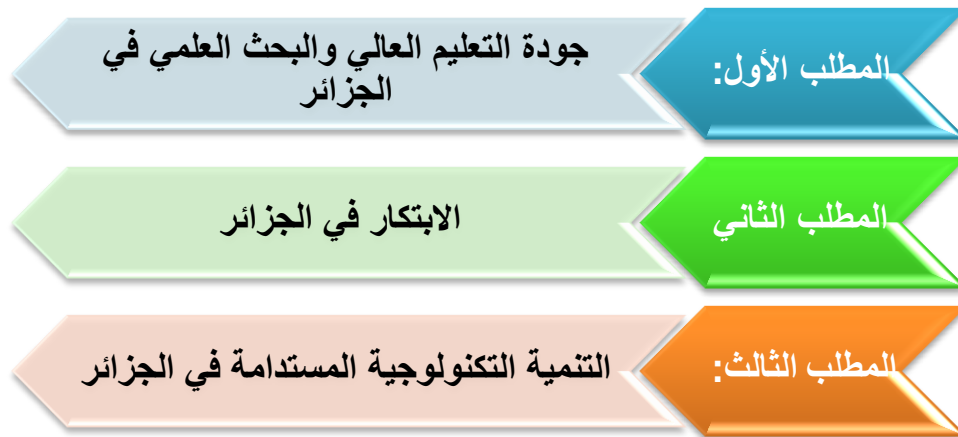 المطلب الأول:
جودة التعليم العالي والبحث العلمي في
الجزائر
المطلب الثاني
الابتكار في الجزائر
المطلب الثالث:
التنمية التكنولوجية المستدامة في الجزائر